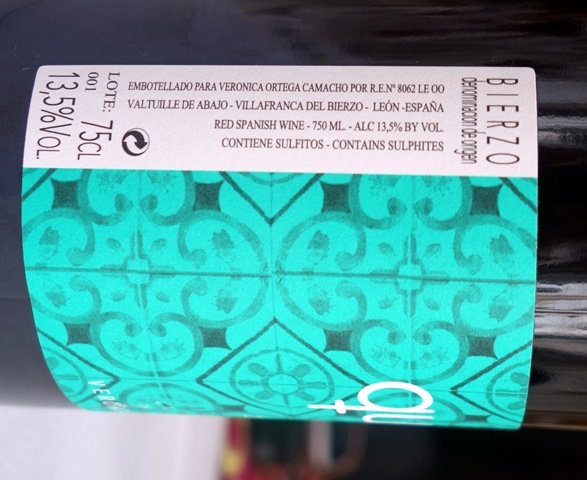 BIERZO
denominacion de origen
EMBOTELLADO PARA VERONICA ORTEGA CAMACHO POR R.E.Nº 8062 LE OO
VALTUILLE DE ABAJO - VILLAFRANCA DEL BIERZO - LEÓN -ESPAÑA
RED SPANISH WINE - 750 ML. - ALC 13,5% BY VOL.
CONTIENE SULFITOS - CONTAINS SULPHITES
LOTE:
001
75CL
13,5%VOL.